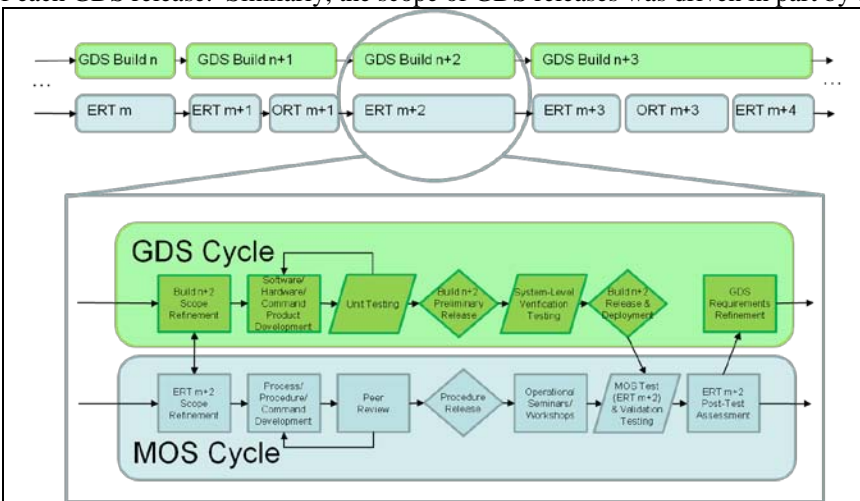 f each GDS release. Similarly, the scope of GDS releases was driven in part by
GDS Build n
GDS Build n+1
GDS Build n+2
GDS Build n+3
...
...
ERT m
ERT m+1
ORT m+1
ERT m+2
ERT m+3
ORT m+3
ERT m+4
GDS Cycle
Build n+2
Scope
Refinement
Software/
Hardware/
Command
Product
Development
Unit Testing
Build n+2
Preliminary
Release
System-Level
Verification
Testing
Build n+2
Release &
Deployment
GDS
Requirements
Refinement
ERT m+2
Scope
Refinement
Process/
Procedure/
Command
Development
Peer
Review
Procedure
Release
Operational
Seminars/
Workshops
MOS Test
(ERT m+2)
& Validation
Testing
ERT m+2
Post-Test
Assessment
MOS Cycle